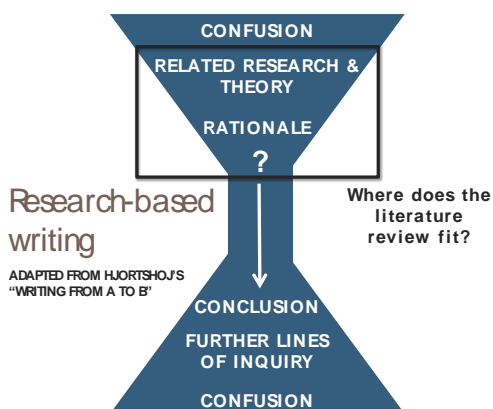 CONFUSION
RELATED RESEARCH &
THEORY
RATIONALE
?
Research-based
writing
ADAPTED FROM HJORTSHOJ'S
"WRITING FROM A TO B"
Where does the
literature
review fit?
CONCLUSION
FURTHER LINES
OF INQUIRY
CONFUSION